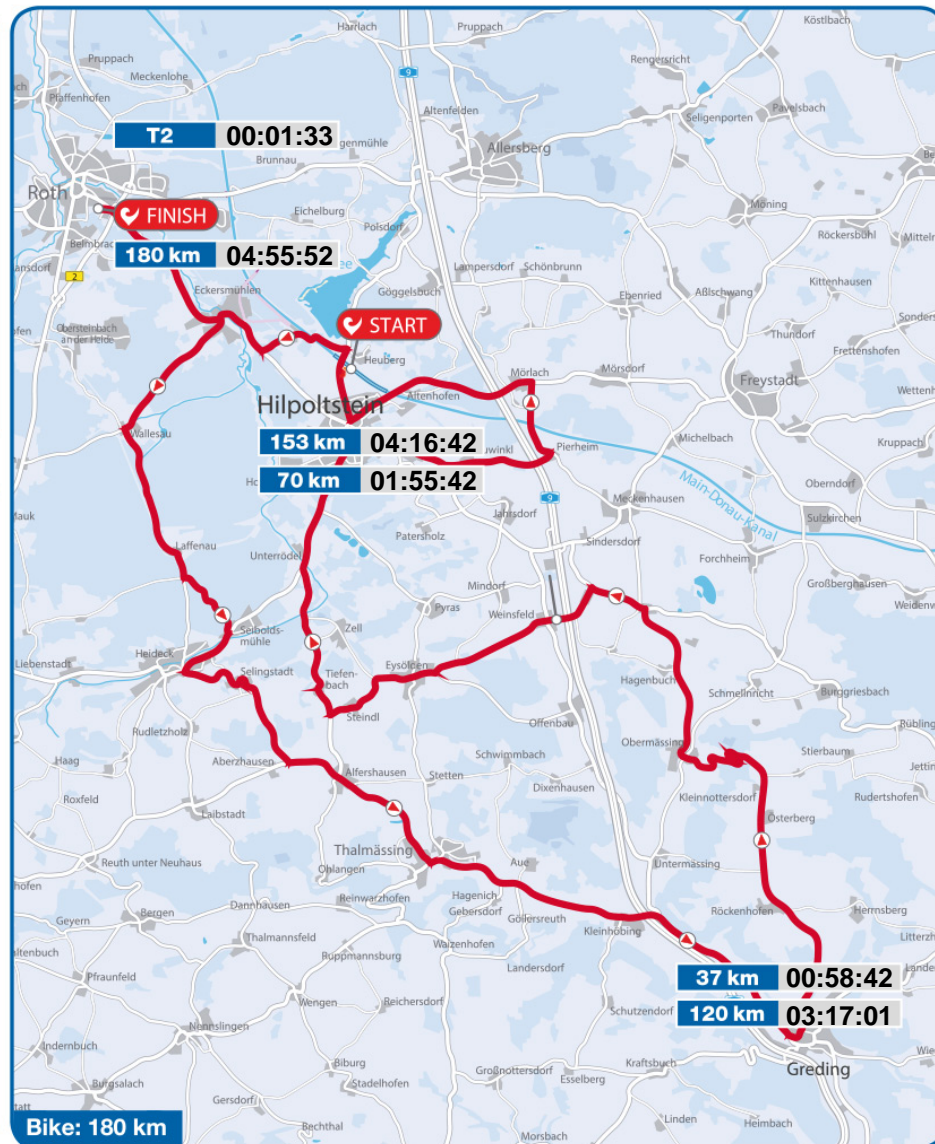 Harrlach
Pruppach
Köstlbach
Pruppach
Meckenlohe
Rengersricht
Pavelsbach
Pfaffenhofen
9
Altenfelden
Seligenporten
T2 00:01:33
Allersberg
Brunnau
Roth
Eichelburg
Polsdorf
Möning
FINISH
Röckersbühl
Belmbrach
180 km 04:55:52
Lampersdorf
Schönbrunn
2
Göggelsbuch
Aßlschwang
Kittenhausen
Eckersmühlen
Ebenried
START
Thundorf
Obersteinbach
an der Heide
Heuberg
Frettenshofen
Mörlach
Mörsdorf
Freystadt
Altenhofen
Hilpoltstein
Wallesau
153 km 04:16:42
Pierheim
Michelbach
Kruppach
70 km 01:55:42
Main-Donau-Kanal
Oberndorf
9
Meckenhausen
Mauk
Jahrsdorf
Sulzkirchen
Patersholz
Sindersdorf
Laffenau
Unterrödel
Forchheim
Mindorf
Großberghausen
Pyras
Weinsfeld
Seiboldsmühle
Zell
Heideck
Liebenstadt
Selingstadt
Tiefenbach
Eysölden
Hagenbuch
Schmellnricht
Burggriesbach
Steindl
Offenbau
Rudletzholz
Obermässing
Stierbaum
Haag
Aberzhausen
Schwimmbach
Alfershausen
Stetten
Dixenhausen
Kleinnottersdorf
Rudertshofen
Roxfeld
Laibstadt
Österberg
Thalmässing
Reuth unter Neuhaus
Ohlangen
Aue
Untermässing
Reinwarzhofen
Hagenich
Dannhausen
Gebersdorf
Röckenhofen
Herrnsberg
Bergen
Göllersreuth
Geyern
Kleinhöbing
Thalmannsfeld
Waizenhofen
Ruppmannsburg
Landersdorf
Pfraunfeld
37 km 00:58:42
Reichersdorf
Wengen
Schutzendorf
120 km 03:17:01
Nennslingen
Indernbuch
Kraftsbuch
Biburg
Greding
Großnottersdorf
Esselberg
Burgsalach
Stadelhofen
Gersdorf
Linden
Heimbach
Bechthal
Morsbach
Bike: 180 km